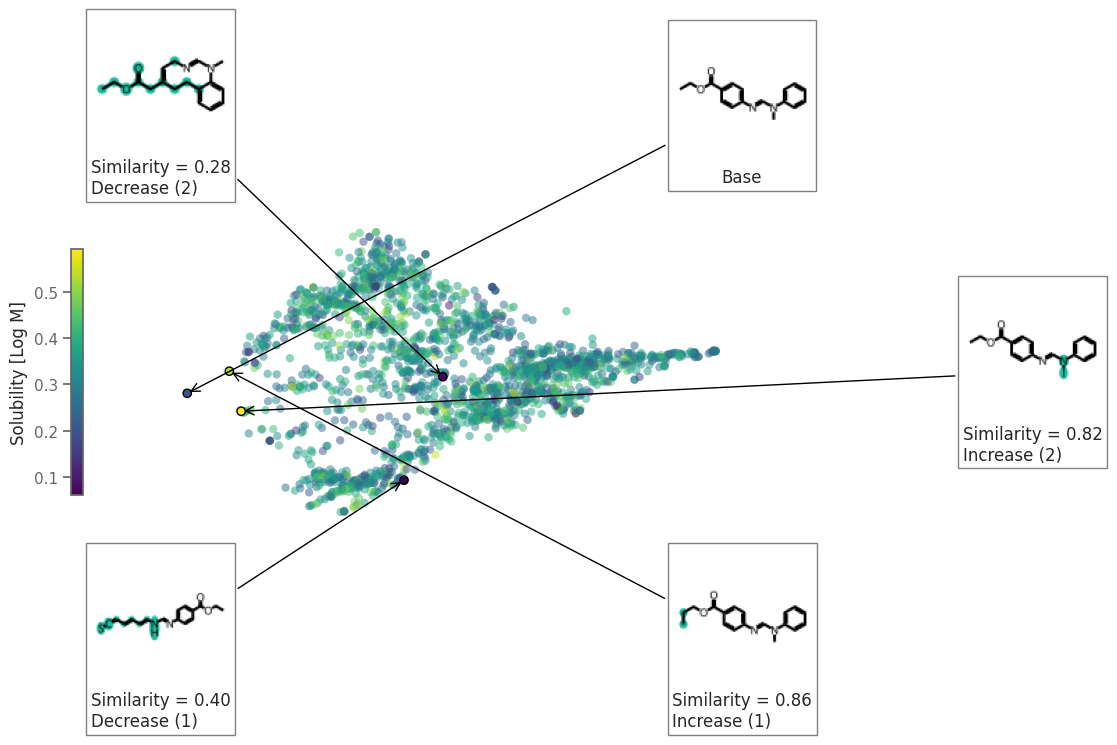 Similarity = 0.28
Decrease (2)
Base
Solubility [Log M]
0.5
0.4
0.3
0.2
0.1
Similarity = 0.82
Increase (2)
Similarity = 0.40
Decrease (1)
Similarity = 0.86
Increase (1)